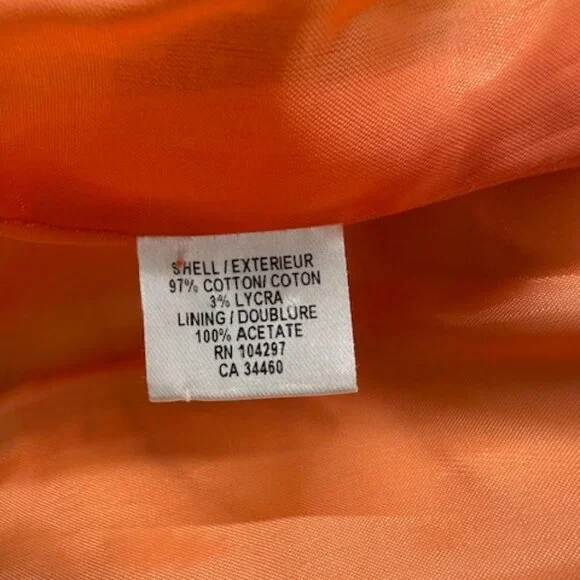 SHELL / EXTERIEUR
97% COTTON/ COTON
3% LYCRA
LINING / DOUBLURE
100% ACETATE
RN 104297
CA 34460